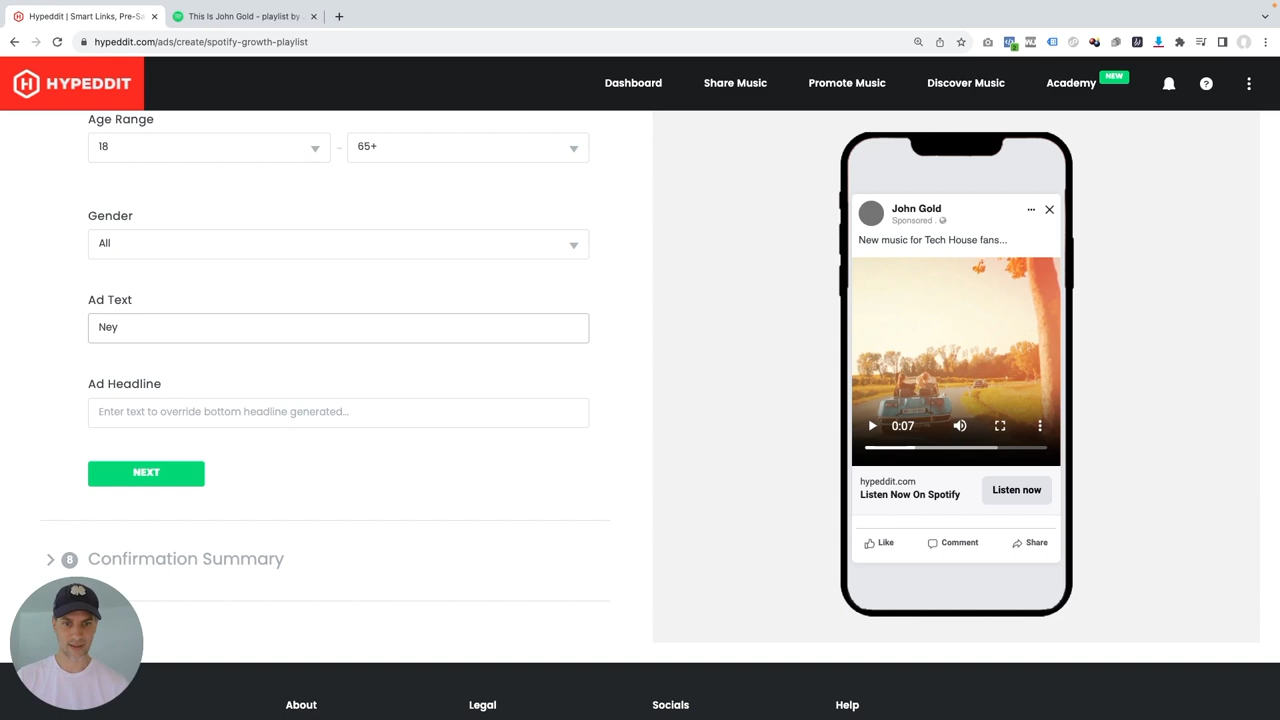 Hypeddit | Smart Links, Pre-Sa
This Is John Gold - playlist by
hypeddit.com/ads/create/spotify-growth-playlist
2
HYPEDDIT
Dashboard
Share Music
Promote Music
Discover Music
Academy
NEW
Age Range
18
–
65+
Gender
All
Ad Text
Ney
Ad Headline
Enter text to override bottom headline generated...
NEXT
8 Confirmation Summary
John Gold
Sponsored .
New music for Tech House fans...
0:07
hypeddit.com
Listen Now On Spotify
Listen now
Like
Comment
Share
About
Legal
Socials
Help